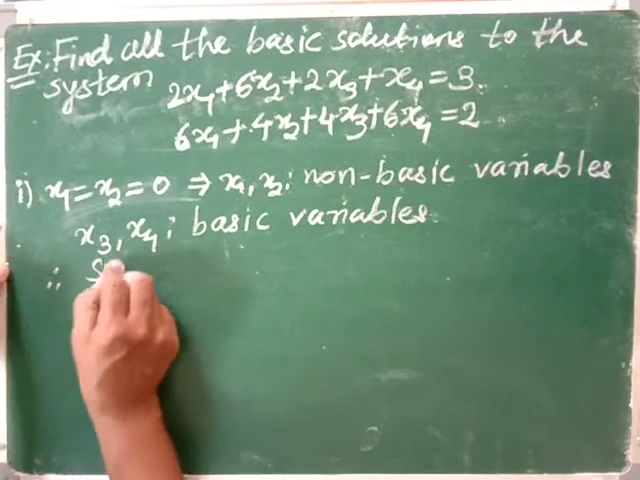 Ex: Find all the basic solutions to the
system
2x₁+6x₂+2x₃+x₄=3.
6x₁+4x₂+4x₃+6x₄=2
i) x₁=x₂=0 ⇒ x₁, x₂: non-basic variables
x₃, x₄: basic variables.
∴ S